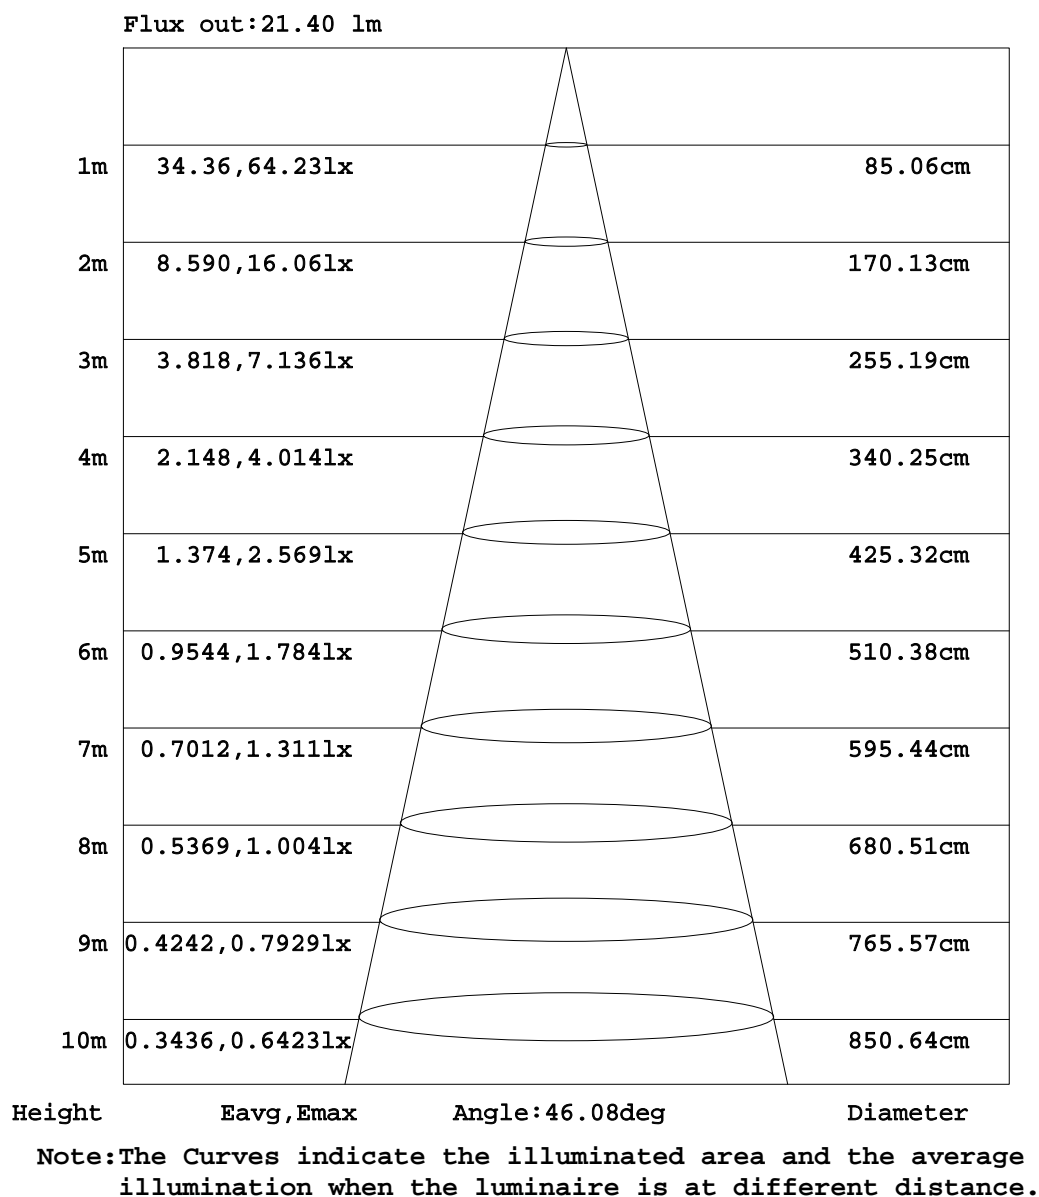 Flux out:21.40 lm
1m 34.36,64.23lx 85.06cm
2m 8.590,16.06lx 170.13cm
3m 3.818,7.136lx 255.19cm
4m 2.148,4.014lx 340.25cm
5m 1.374,2.569lx 425.32cm
6m 0.9544,1.784lx 510.38cm
7m 0.7012,1.311lx 595.44cm
8m 0.5369,1.004lx 680.51cm
9m 0.4242,0.7929lx 765.57cm
10m 0.3436,0.6423lx 850.64cm
Height Eavg,Emax Angle:46.08deg Diameter
Note:The Curves indicate the illuminated area and the average
illumination when the luminaire is at different distance.